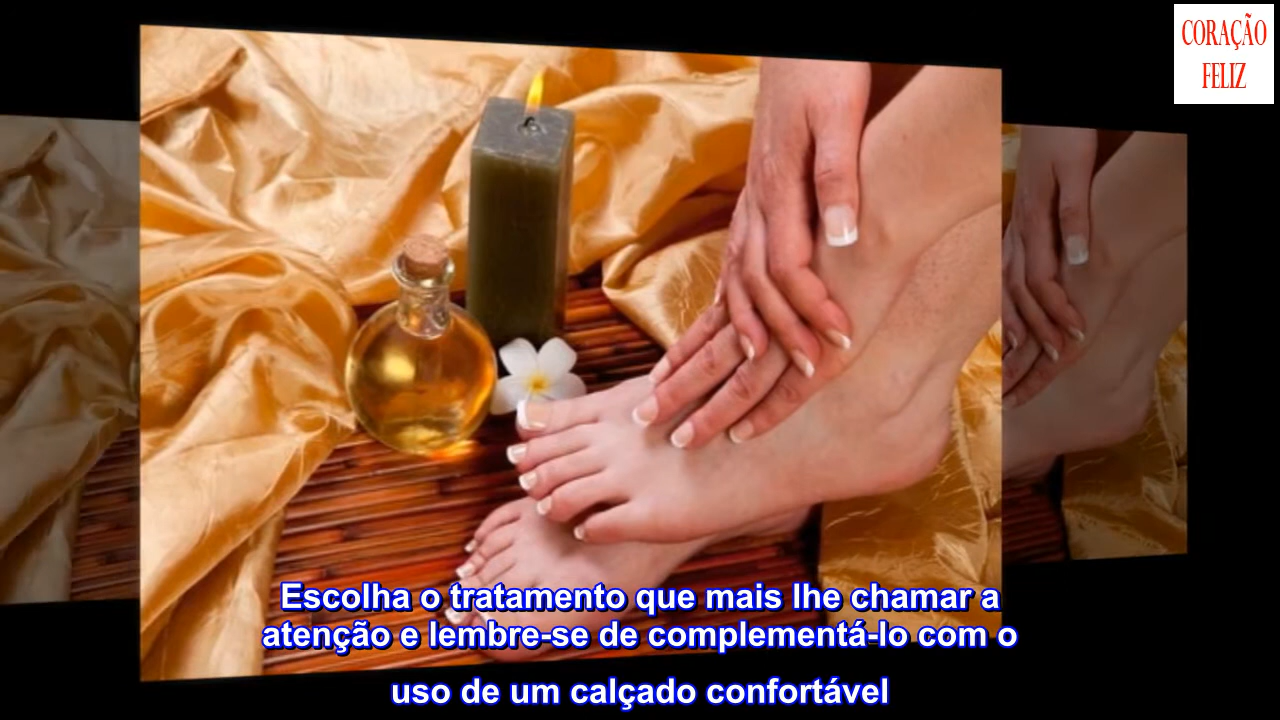 CORAÇÃO
FELIZ
Escolha o tratamento que mais lhe chamar a
atenção e lembre-se de complementá-lo com o
uso de um calçado confortável